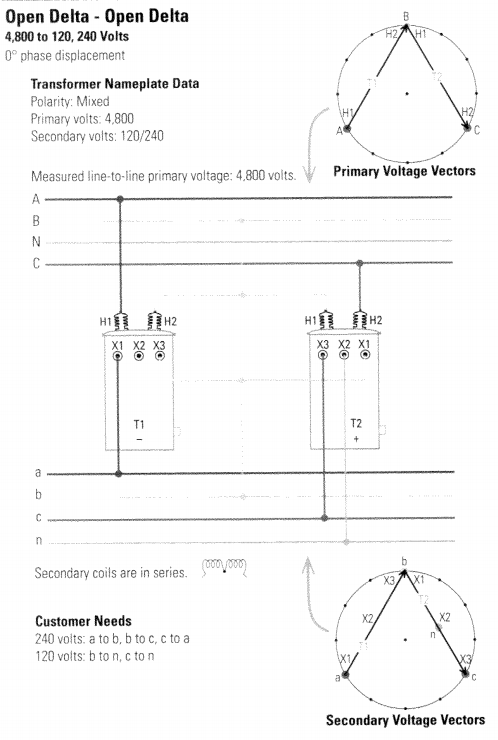 Open Delta - Open Delta
4,800 to 120, 240 Volts
0° phase displacement
Transformer Nameplate Data
Polarity: Mixed
Primary volts: 4,800
Secondary volts: 120/240
B
H2 H1
T1 T2
H1 H2
A C
Primary Voltage Vectors
Measured line-to-line primary voltage: 4,800 volts.
A
B
N
C
H1 H2 H1 H2
X1 X2 X3 X3 X2 X1
T1 T2
– +
a
b
c
n
Secondary coils are in series.
b
X3 X1
T2
X2 X2
n
T1
X1 X3
a c
Customer Needs
240 volts: a to b, b to c, c to a
120 volts: b to n, c to n
Secondary Voltage Vectors